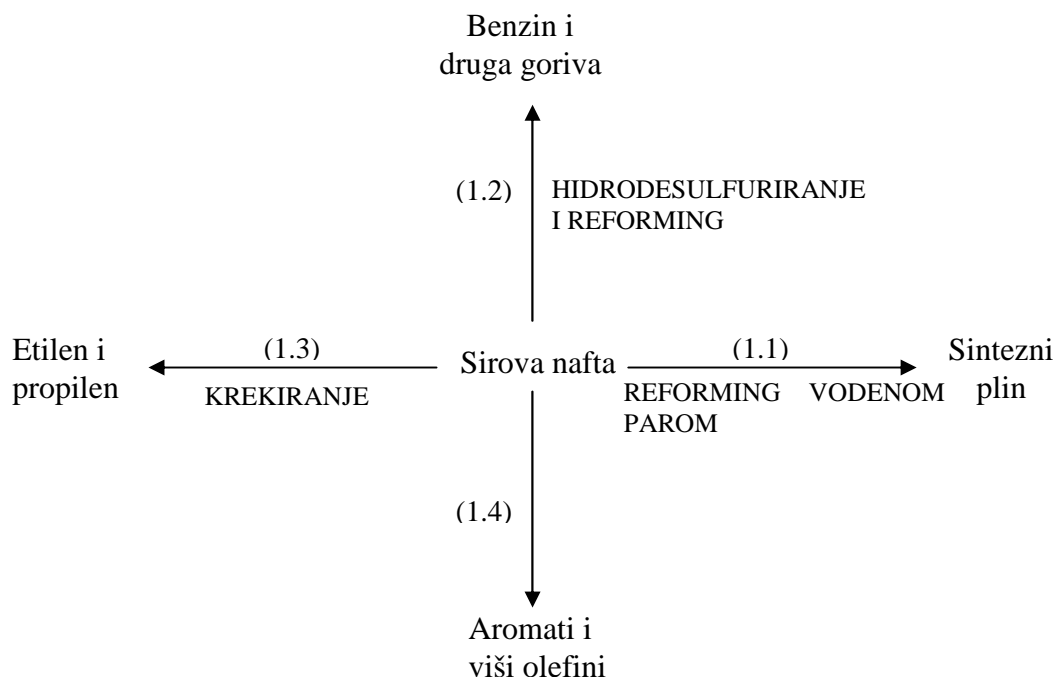 Benzin i
druga goriva
(1.2)
HIDRODESULFURIRANJE
I REFORMING
Etilen i
propilen
(1.3)
KREKIRANJE
Sirova nafta
(1.1)
REFORMING VODENOM
PAROM
Sintezni
plin
(1.4)
Aromati i
viši olefini